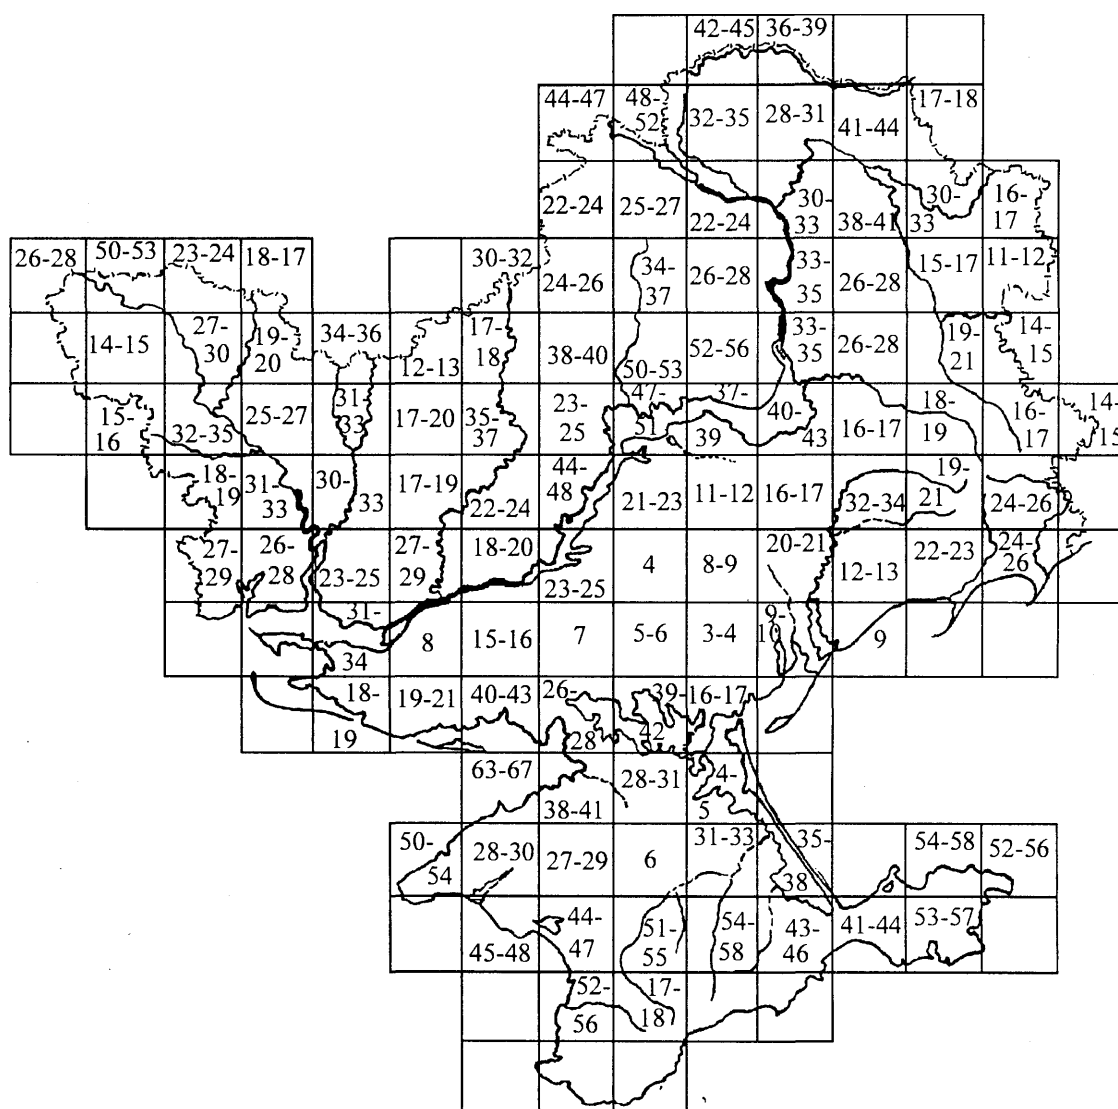 42-45 36-39
44-47 48-
52 32-35 28-31 41-44 17-18
22-24 25-27 22-24 30-
33 38-41 30-
33 16-
17
26-28 50-53 23-24 18-17 30-32 24-26 34-
37 26-28 33-
35 26-28 15-17 11-12
14-15 27-
30 19-
20 34-36 12-13 17-
18 38-40 50-53 52-56 33-
35 26-28 19-
21 14-
15
15-
16 32-35 25-27 31-
33 17-20 35-
37 23-
25 47-
51 37-
39 40-
43 16-17 18-
19 16-
17 14-
15
18-
19 31-
33 30-
33 17-19 22-24 44-
48 21-23 11-12 16-17 32-34 19-
21 24-26
27-
29 26-
28 23-25 27-
29 18-20 23-25 4 8-9 20-21 12-13 22-23 24-
26
31-
34 8 15-16 7 5-6 3-4 9-
10 9
18-
19 19-21 40-43 26-
28 39-
42 16-17
63-67 38-41 28-31 4-
5
50-
54 28-30 27-29 6 31-33 35-
38 54-58 52-56
45-48 44-
47 51-
55 54-
58 43-
46 41-44 53-57
52-
56 17-
18